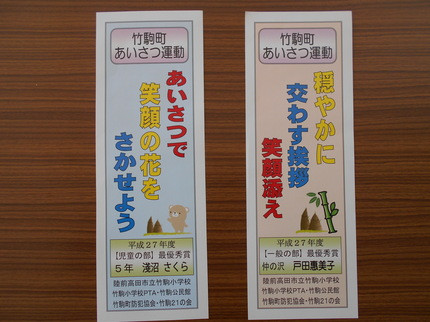 竹駒町
あいさつ運動
あいさつで
笑顔の花を
さかせよう
平成27年度
【児童の部】最優秀賞
5年 淺沼 さくら
陸前高田市立竹駒小学校
竹駒小学校PTA・竹駒公民館
竹駒町防犯協会・竹駒21の会
竹駒町
あいさつ運動
穏やかに
交わす挨拶
笑顔添え
平成27年度
【一般の部】最優秀賞
仲の沢 戸田惠美子
陸前高田市立竹駒小学校
竹駒小学校PTA・竹駒公民館
竹駒町防犯協会・竹駒21の会